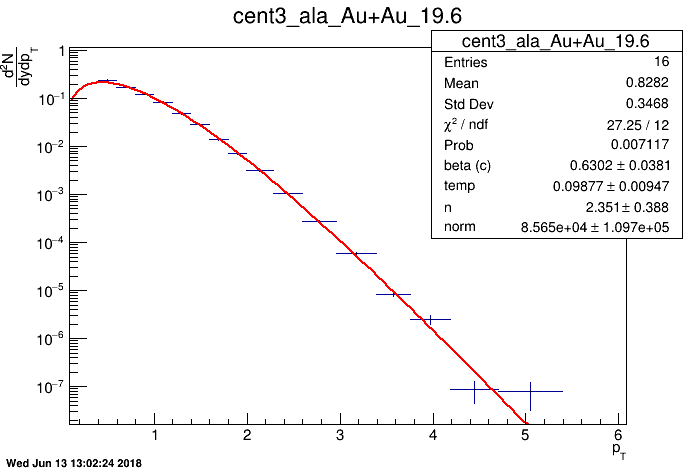 cent3_ala_Au+Au_19.6
cent3_ala_Au+Au_19.6
Entries 16
Mean 0.8282
Std Dev 0.3468
χ² / ndf 27.25 / 12
Prob 0.007117
beta (c) 0.6302 ± 0.0381
temp 0.09877 ± 0.00947
n 2.351 ± 0.388
norm 8.565e+04 ± 1.097e+05
d²N
dydp_T
1
10⁻¹
10⁻²
10⁻³
10⁻⁴
10⁻⁵
10⁻⁶
10⁻⁷
1 2 3 4 5 6
p_T
Wed Jun 13 13:02:24 2018